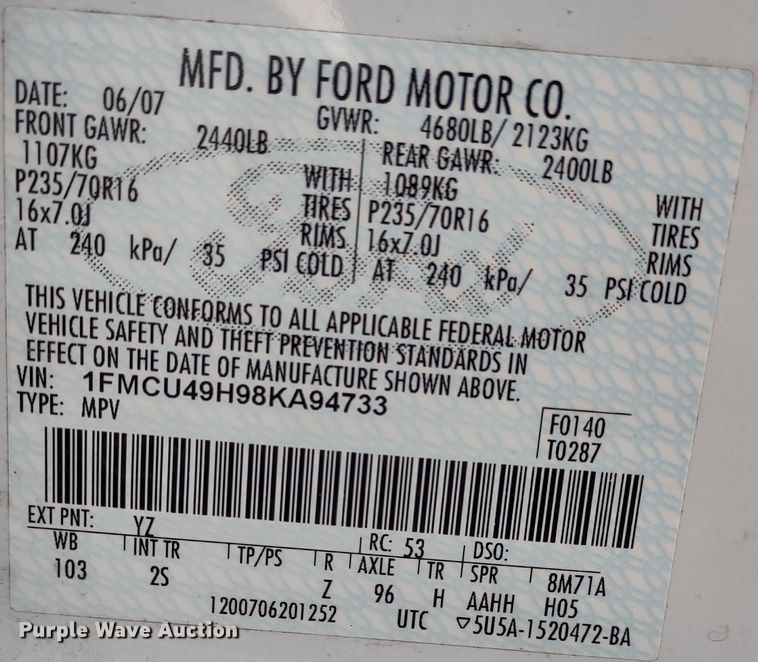 MFD. BY FORD MOTOR CO.
DATE: 06/07 GVWR: 4680LB/ 2123KG
FRONT GAWR: 2440LB REAR GAWR: 2400LB
1107KG WITH 1089KG WITH
P235/70R16 TIRES P235/70R16 TIRES
16x7.0J RIMS 16x7.0J RIMS
AT 240 kPa/ 35 PSI COLD AT 240 kPa/ 35 PSI COLD
THIS VEHICLE CONFORMS TO ALL APPLICABLE FEDERAL MOTOR
VEHICLE SAFETY AND THEFT PREVENTION STANDARDS IN
EFFECT ON THE DATE OF MANUFACTURE SHOWN ABOVE.
VIN: 1FMCU49H98KA94733
TYPE: MPV
F0140
T0287
EXT PNT: YZ RC: 53 DSO:
WB INT TR TP/PS R AXLE TR SPR 8M71A
103 2S Z 96 H AAHH H05
1200706201252 UTC ▽5U5A-1520472-BA
Ford
Purple Wave Auction